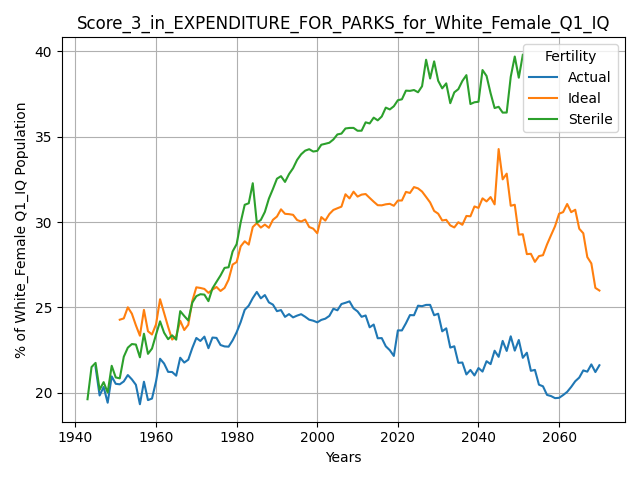 Score_3_in_EXPENDITURE_FOR_PARKS_for_White_Female_Q1_IQ
% of White_Female Q1_IQ Population
40
35
30
25
20
Fertility
Actual
Ideal
Sterile
1940 1960 1980 2000 2020 2040 2060
Years